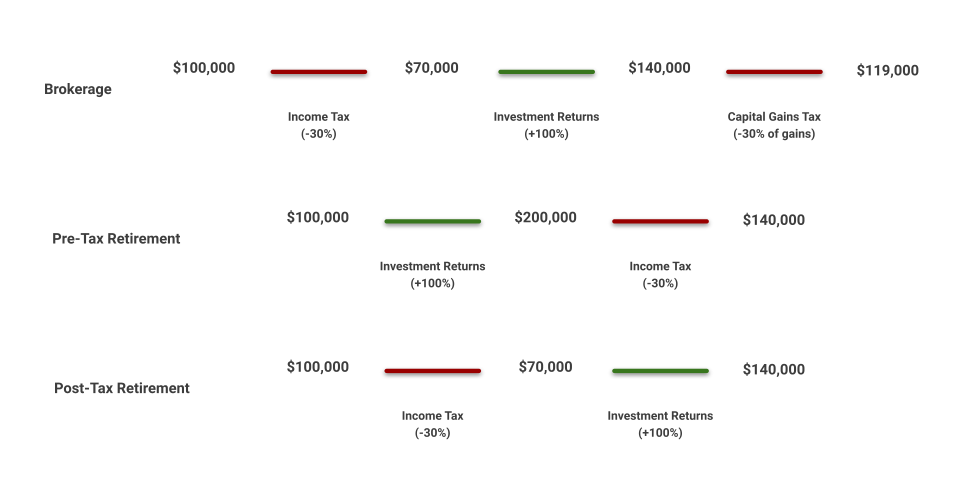 Brokerage
$100,000
Income Tax
(-30%)
$70,000
Investment Returns
(+100%)
$140,000
Capital Gains Tax
(-30% of gains)
$119,000
Pre-Tax Retirement
$100,000
Investment Returns
(+100%)
$200,000
Income Tax
(-30%)
$140,000
Post-Tax Retirement
$100,000
Income Tax
(-30%)
$70,000
Investment Returns
(+100%)
$140,000